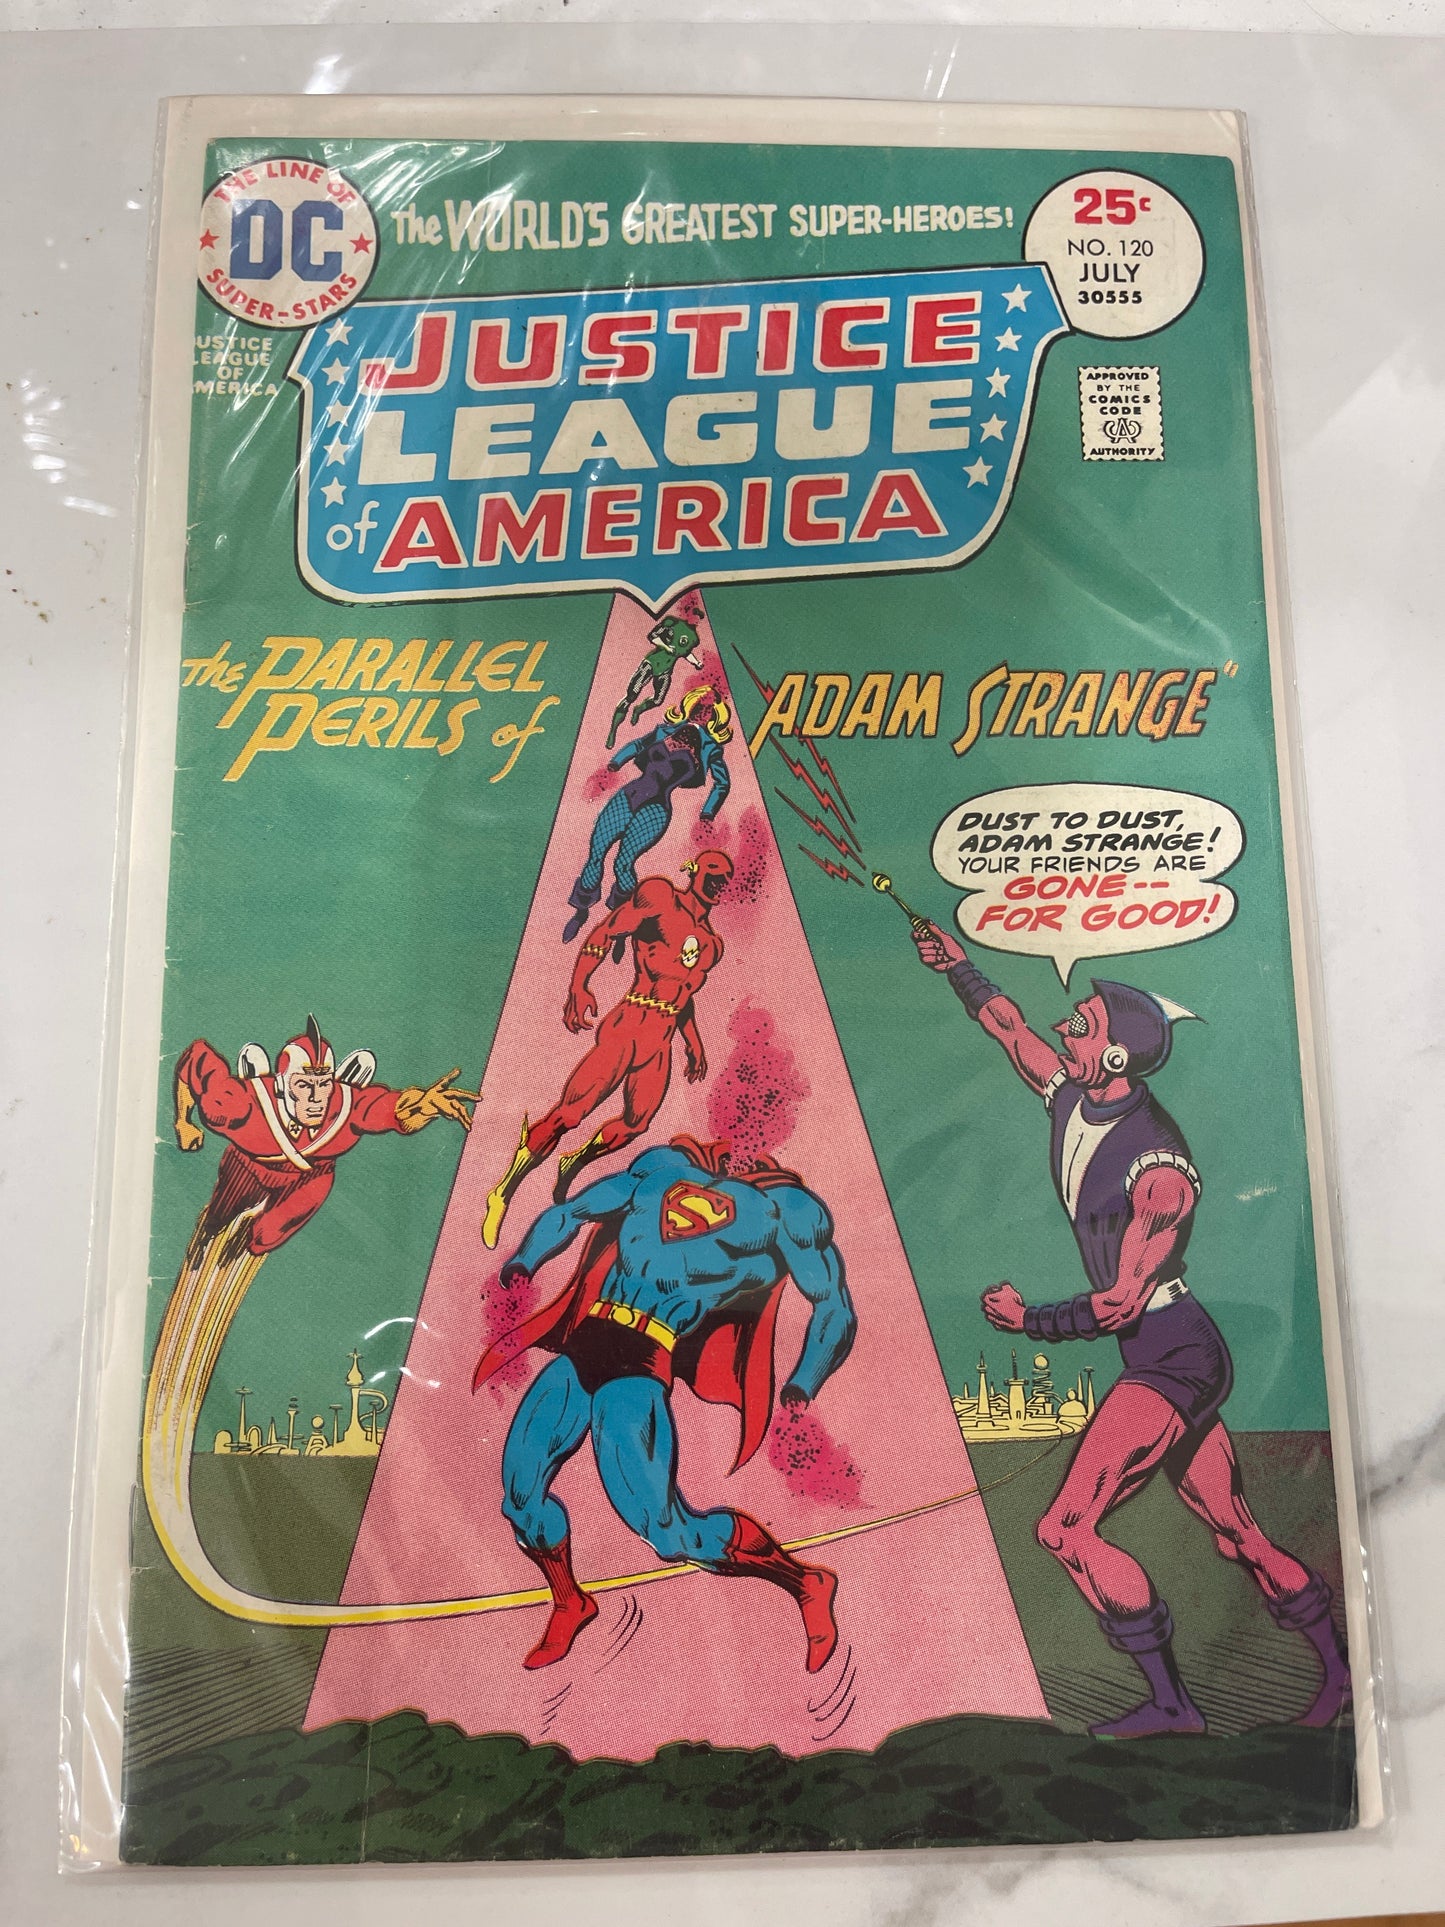 THE LINE OF
DC
SUPER-STARS
The WORLD'S GREATEST SUPER-HEROES!
25¢
NO. 120
JULY
30555
USTICE
LEAGUE
OF
AMERICA
JUSTICE
LEAGUE
of AMERICA
APPROVED
BY THE
COMICS
CODE
CA
AUTHORITY
The PARALLEL
PERILS of
ADAM STRANGE"
DUST TO DUST,
ADAM STRANGE!
YOUR FRIENDS ARE
GONE--
FOR GOOD!
S